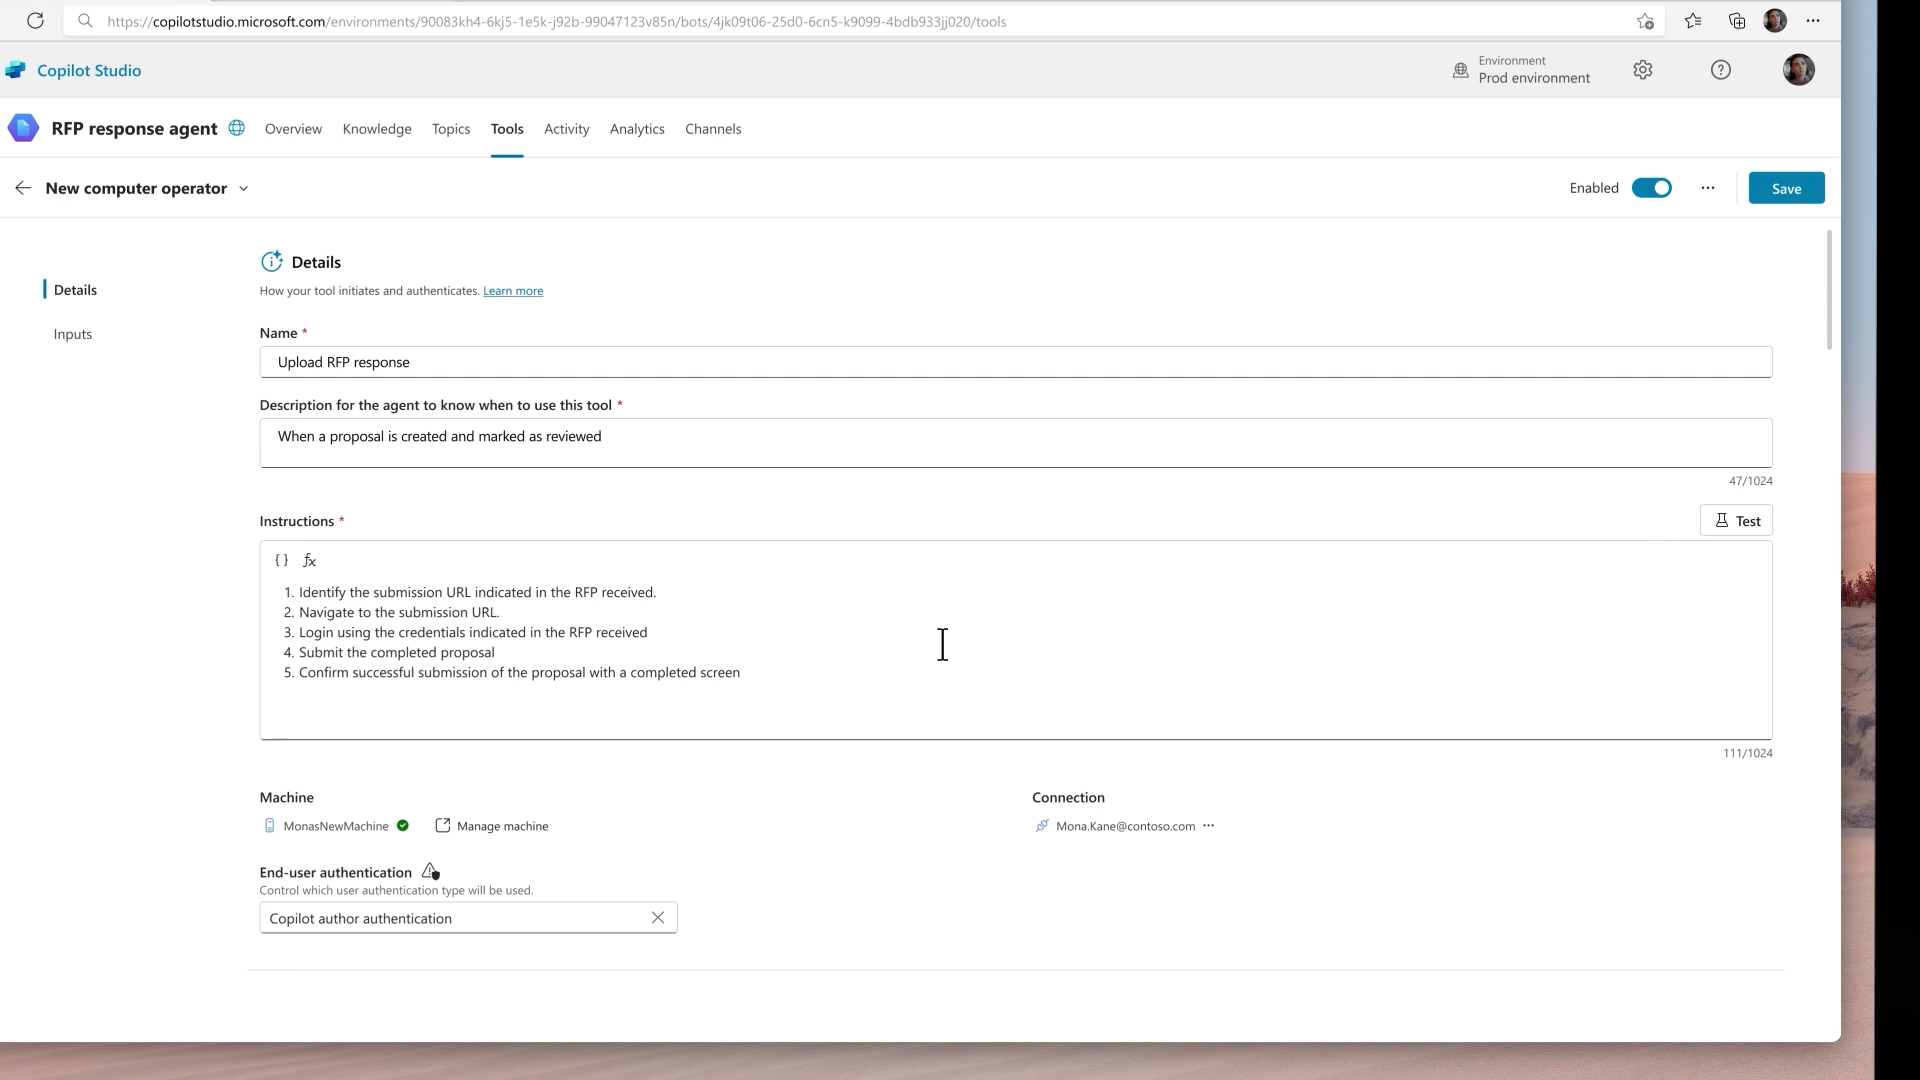 https://copilotstudio.microsoft.com/environments/90083kh4-6kj5-1e5k-j92b-99047123v85n/bots/4jk09t06-25d0-6cn5-k9099-4bdb933jj020/tools
Copilot Studio
Environment
Prod environment
RFP response agent
Overview Knowledge Topics Tools Activity Analytics Channels
New computer operator
Enabled
Save
Details
Inputs
Details
How your tool initiates and authenticates. Learn more
Name *
Upload RFP response
Description for the agent to know when to use this tool *
When a proposal is created and marked as reviewed
47/1024
Instructions *
Test
{ } fx
1. Identify the submission URL indicated in the RFP received.
2. Navigate to the submission URL.
3. Login using the credentials indicated in the RFP received
4. Submit the completed proposal
5. Confirm successful submission of the proposal with a completed screen
111/1024
Machine
MonasNewMachine
Manage machine
Connection
Mona.Kane@contoso.com
End-user authentication
Control which user authentication type will be used.
Copilot author authentication